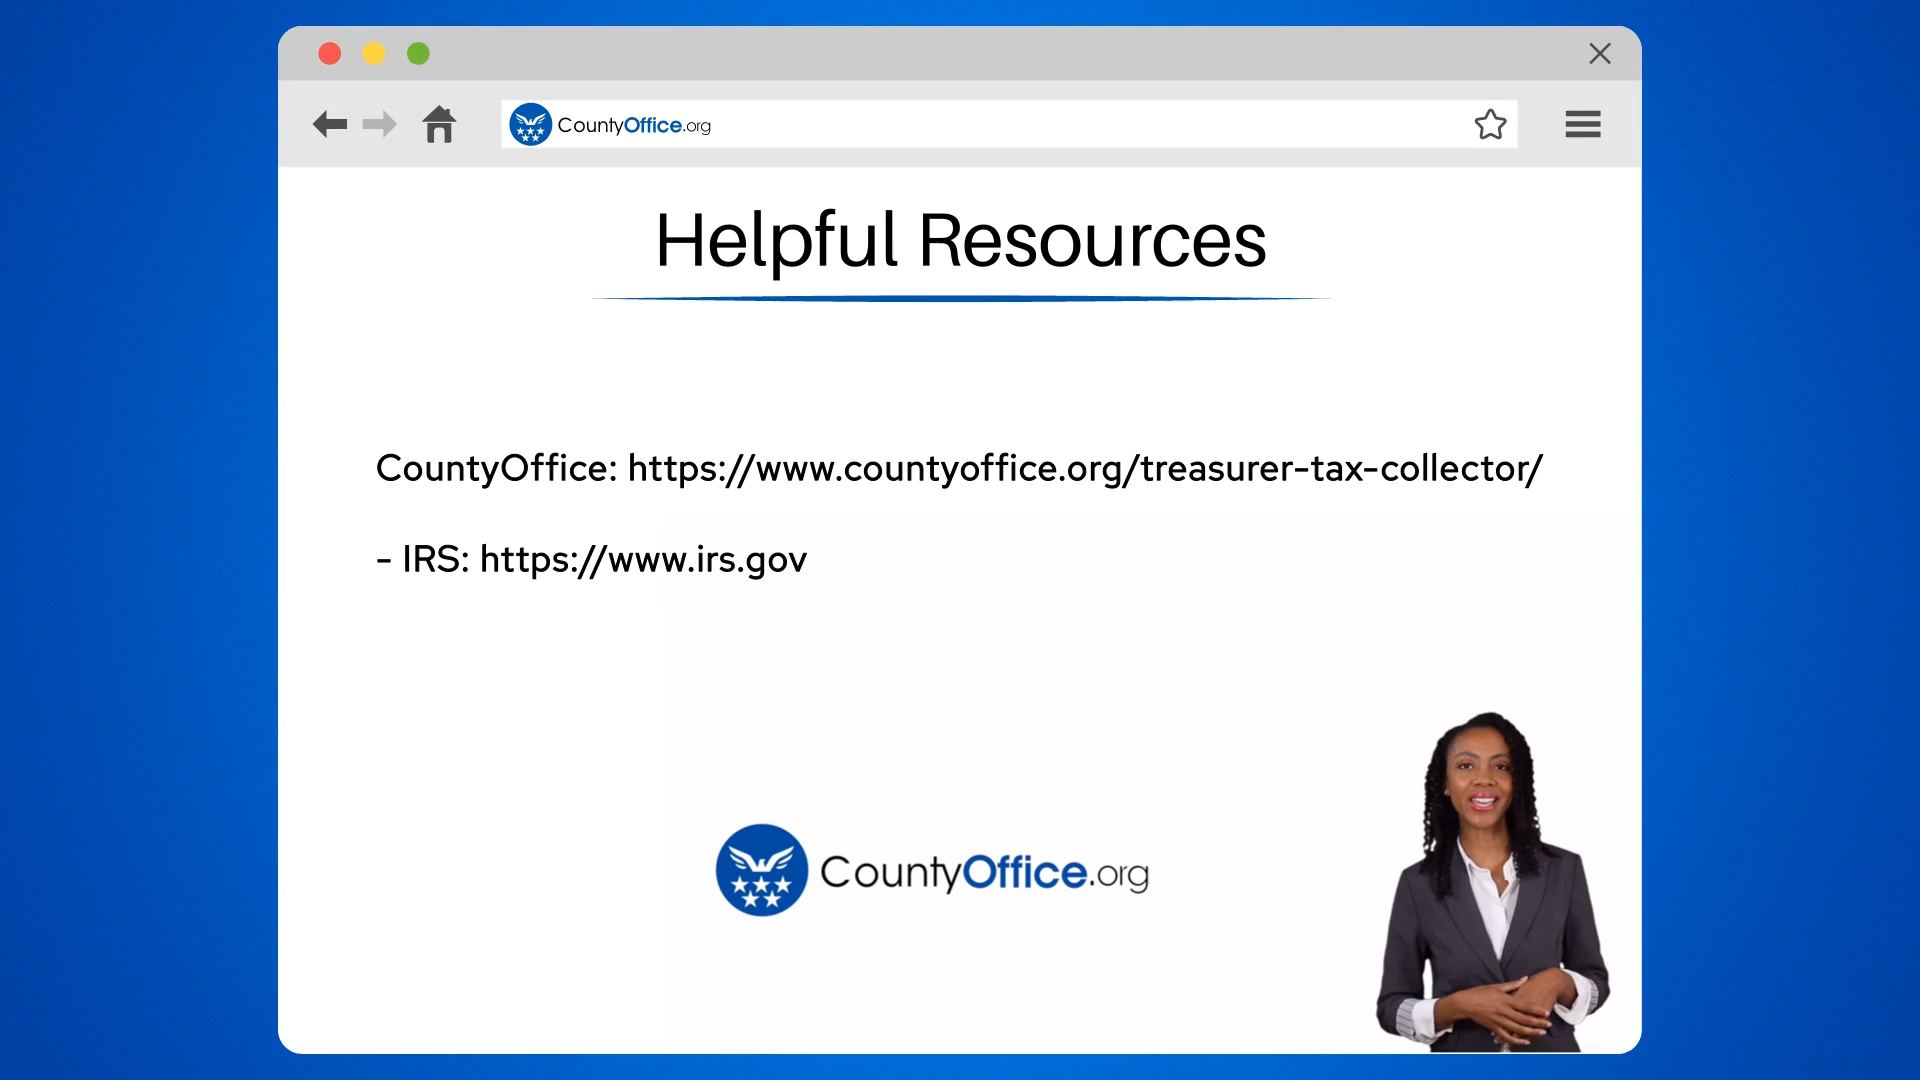 CountyOffice.org
Helpful Resources
CountyOffice: https://www.countyoffice.org/treasurer-tax-collector/
- IRS: https://www.irs.gov
CountyOffice.org